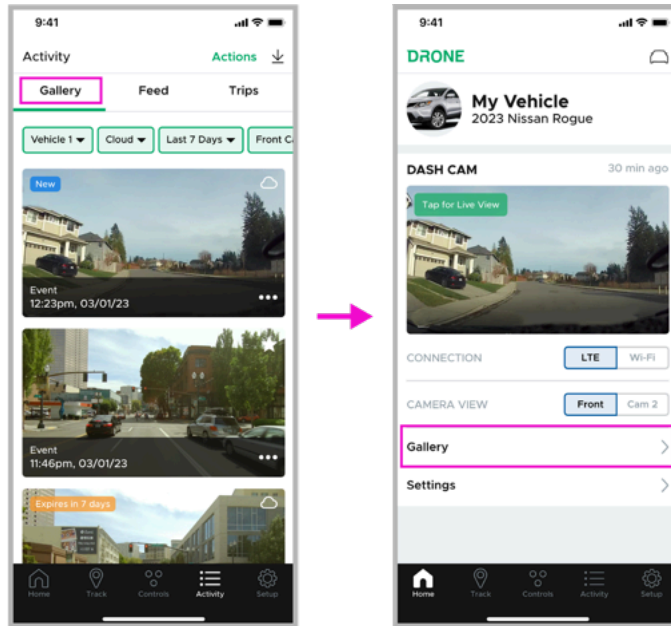 9:41
Activity
Actions
Gallery
Feed
Trips
Vehicle 1
Cloud
Last 7 Days
Front C
New
Event
12:23pm, 03/01/23
Event
11:46pm, 03/01/23
Expires in 7 days
Home
Track
Controls
Activity
Setup
9:41
DRONE
My Vehicle
2023 Nissan Rogue
DASH CAM
30 min ago
Tap for Live View
CONNECTION
LTE
Wi-Fi
CAMERA VIEW
Front
Cam 2
Gallery
Settings
Home
Track
Controls
Activity
Setup